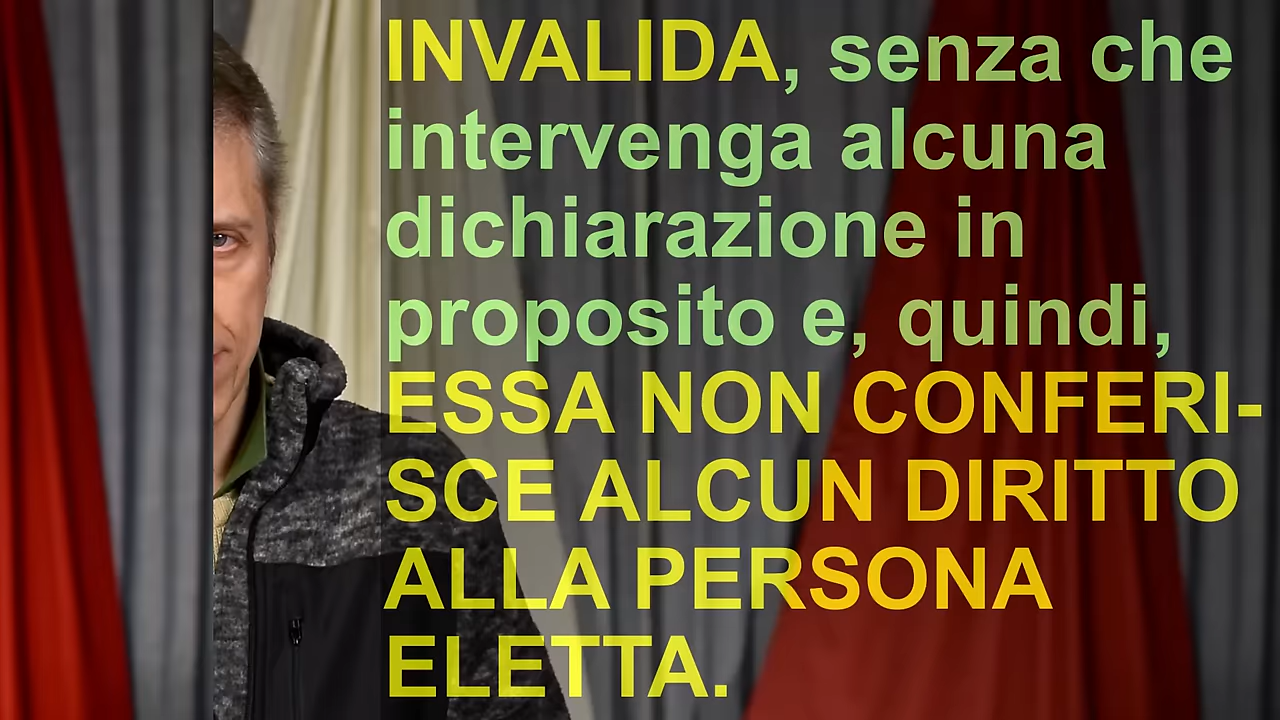 INVALIDA, senza che
intervenga alcuna
dichiarazione in
proposito e, quindi,
ESSA NON CONFERI-
SCE ALCUN DIRITTO
ALLA PERSONA
ELETTA.